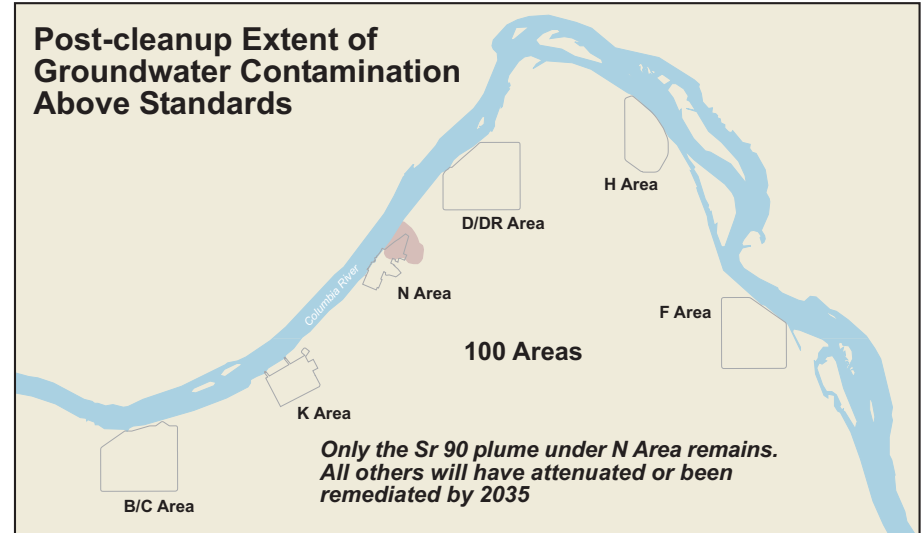 Post-cleanup Extent of
Groundwater Contamination
Above Standards
H Area
D/DR Area
Columbia River
N Area
F Area
100 Areas
K Area
Only the Sr 90 plume under N Area remains.
All others will have attenuated or been
remediated by 2035
B/C Area